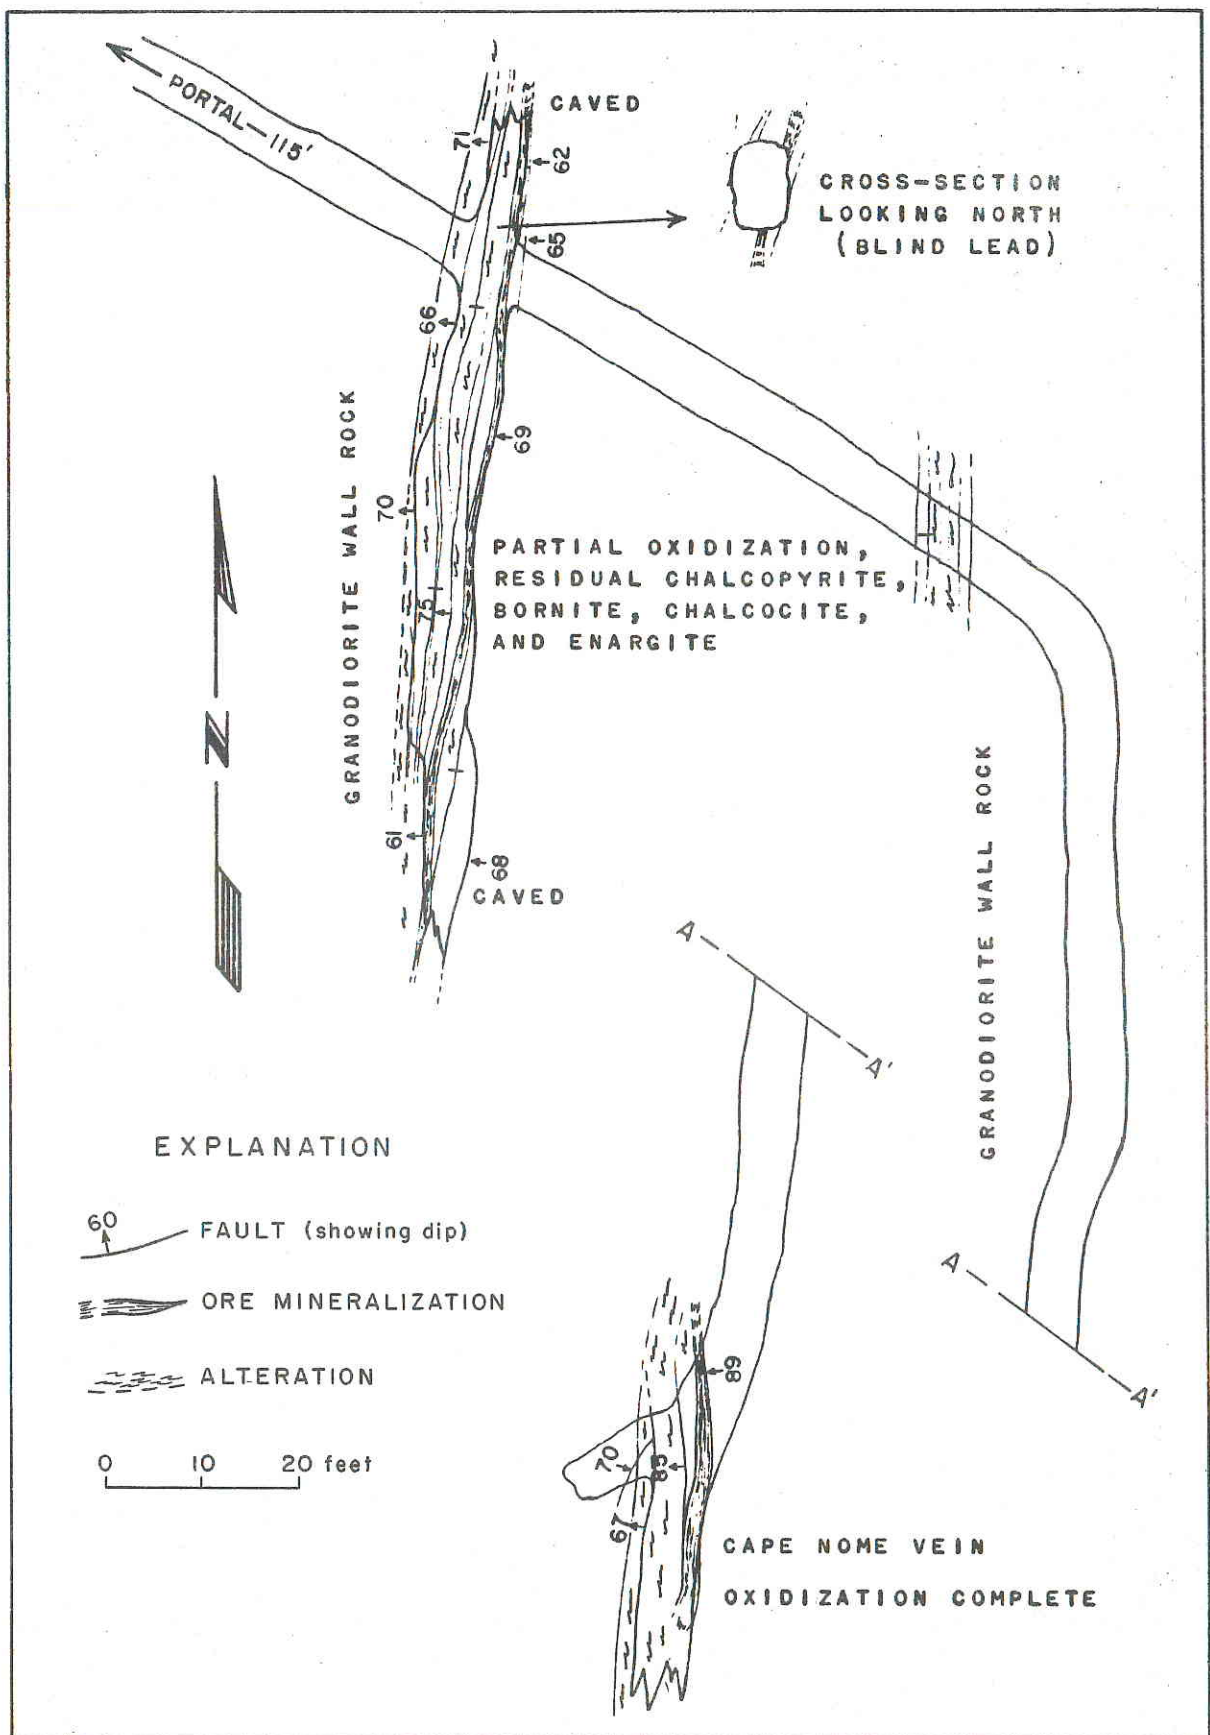 PORTAL—115'
CAVED
71
62
CROSS-SECTION
LOOKING NORTH
(BLIND LEAD)
65
66
69
70
GRANODIORITE WALL ROCK
PARTIAL OXIDIZATION,
RESIDUAL CHALCOPYRITE,
BORNITE, CHALCOCITE,
AND ENARGITE
75
N
61
68
CAVED
GRANODIORITE WALL ROCK
A
A'
A
A'
EXPLANATION
60
FAULT (showing dip)
ORE MINERALIZATION
ALTERATION
0 10 20 feet
89
70
85
67
CAPE NOME VEIN
OXIDIZATION COMPLETE